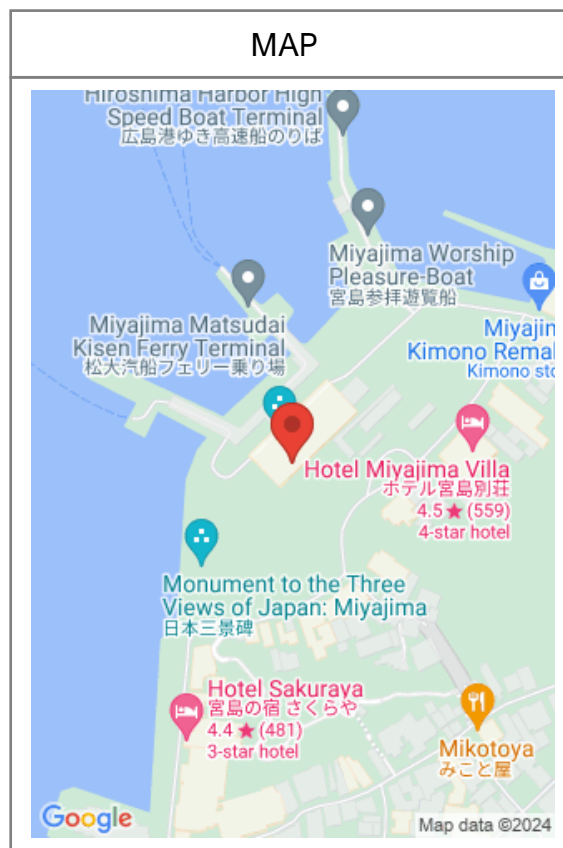 MAP
Hiroshima Harbor High
Speed Boat Terminal
広島港ゆき高速船のりば
Miyajima Worship
Pleasure-Boat
宮島参拝遊覧船
Miyajima Matsudai
Kisen Ferry Terminal
松大汽船フェリー乗り場
Miyajin
Kimono Remal
Kimono sto
Hotel Miyajima Villa
ホテル宮島別荘
4.5★(559)
4-star hotel
Monument to the Three
Views of Japan: Miyajima
日本三景碑
Hotel Sakuraya
宮島の宿 さくらや
4.4★(481)
3-star hotel
Mikotoya
みこと屋
Google
Map data ©2024